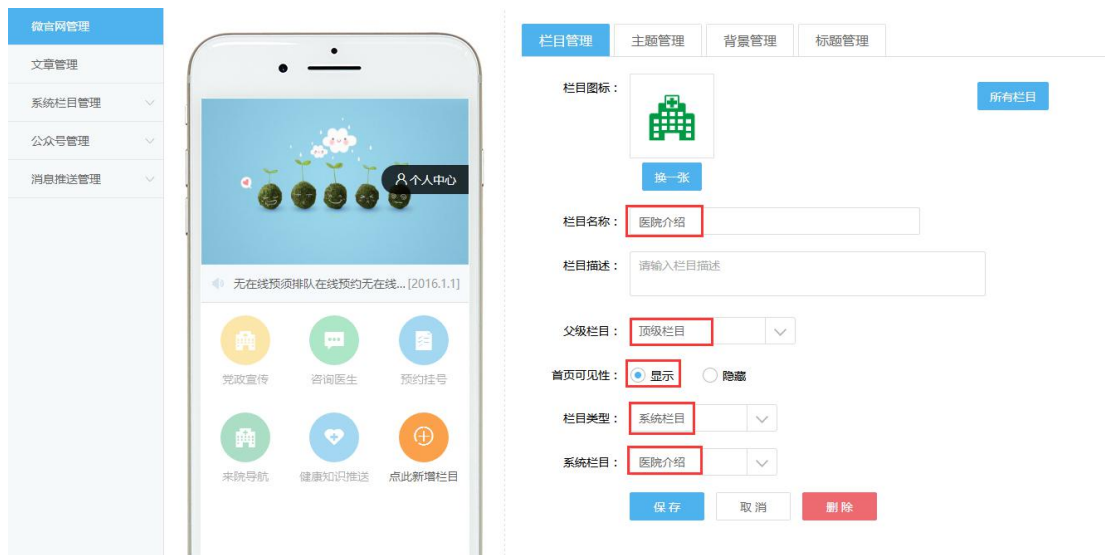 微官网管理
文章管理
系统栏目管理
公众号管理
消息推送管理
个人中心
无在线预须排队在线预约无在线... [2016.1.1]
党政宣传 咨询医生 预约挂号
来院导航 健康知识推送 点此新增栏目
栏目管理 主题管理 背景管理 标题管理
栏目图标： 所有栏目
换一张
栏目名称： 医院介绍
栏目描述： 请输入栏目描述
父级栏目： 顶级栏目
首页可见性： 显示 隐藏
栏目类型： 系统栏目
系统栏目： 医院介绍
保存 取消 删除